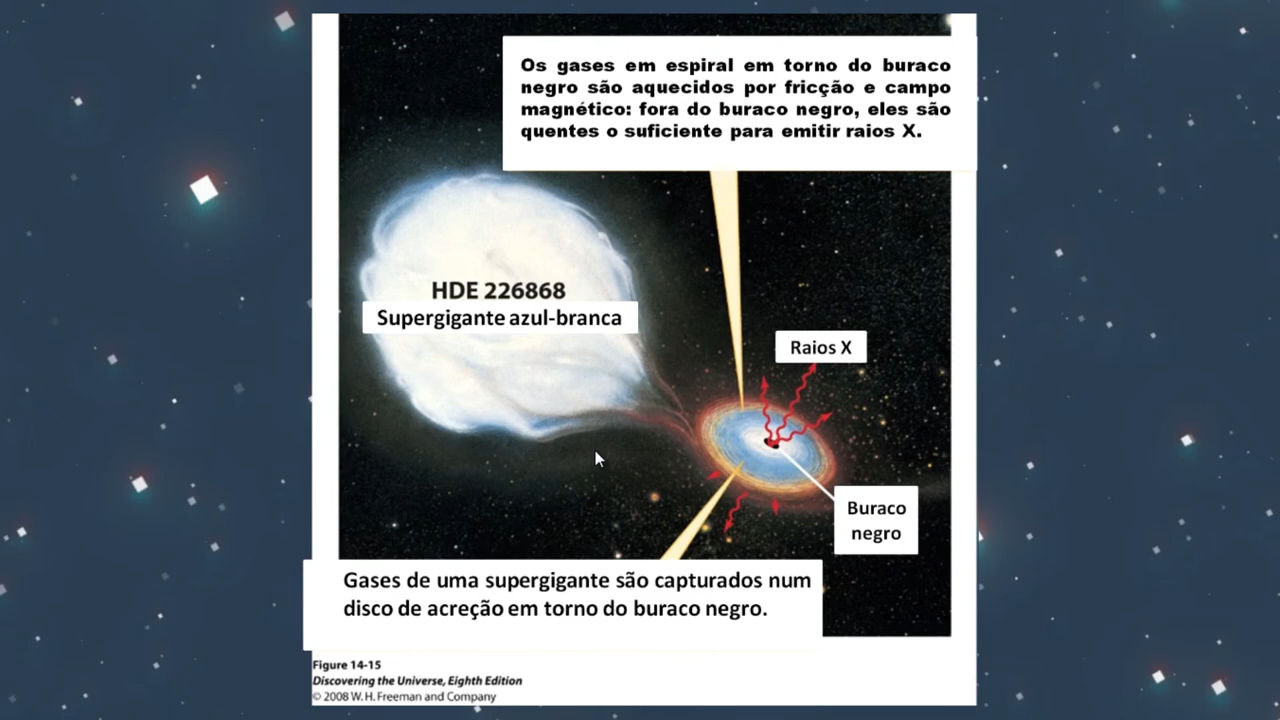 Os gases em espiral em torno do buraco
negro são aquecidos por fricção e campo
magnético: fora do buraco negro, eles são
quentes o suficiente para emitir raios X.
HDE 226868
Supergigante azul-branca
Raios X
Buraco
negro
Gases de uma supergigante são capturados num
disco de acreção em torno do buraco negro.
Figure 14-15
Discovering the Universe, Eighth Edition
© 2008 W. H. Freeman and Company